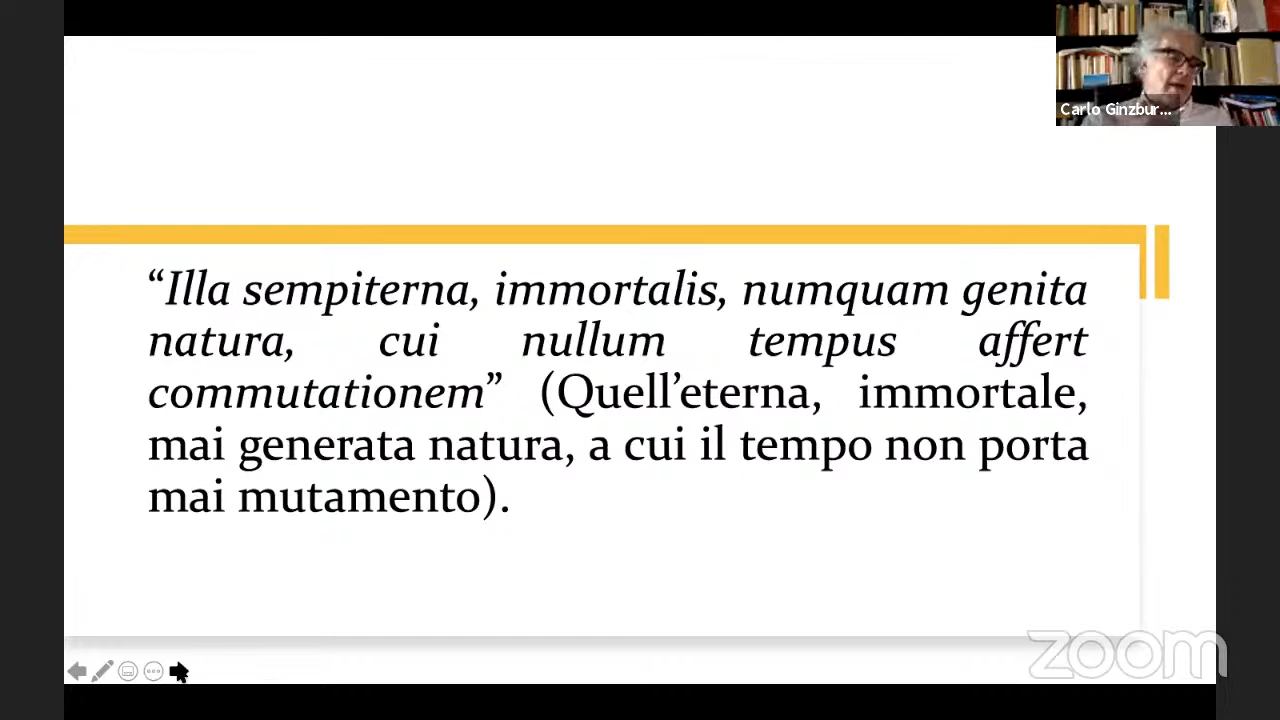 Carlo Ginzbur...
“Illa sempiterna, immortalis, numquam genita
natura, cui nullum tempus affert
commutationem” (Quell’eterna, immortale,
mai generata natura, a cui il tempo non porta
mai mutamento).
zoom